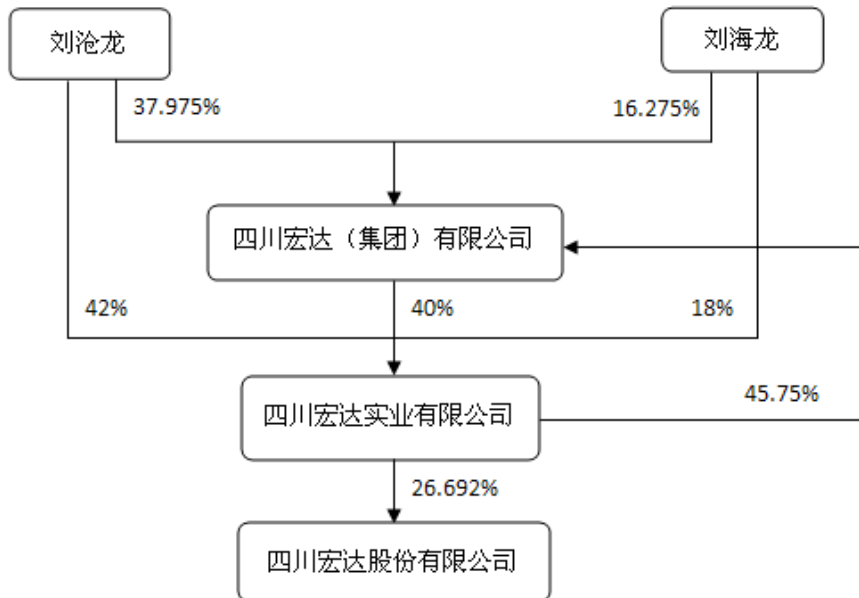 刘沧龙
刘海龙
37.975%
16.275%
四川宏达（集团）有限公司
42%
40%
18%
四川宏达实业有限公司
45.75%
26.692%
四川宏达股份有限公司